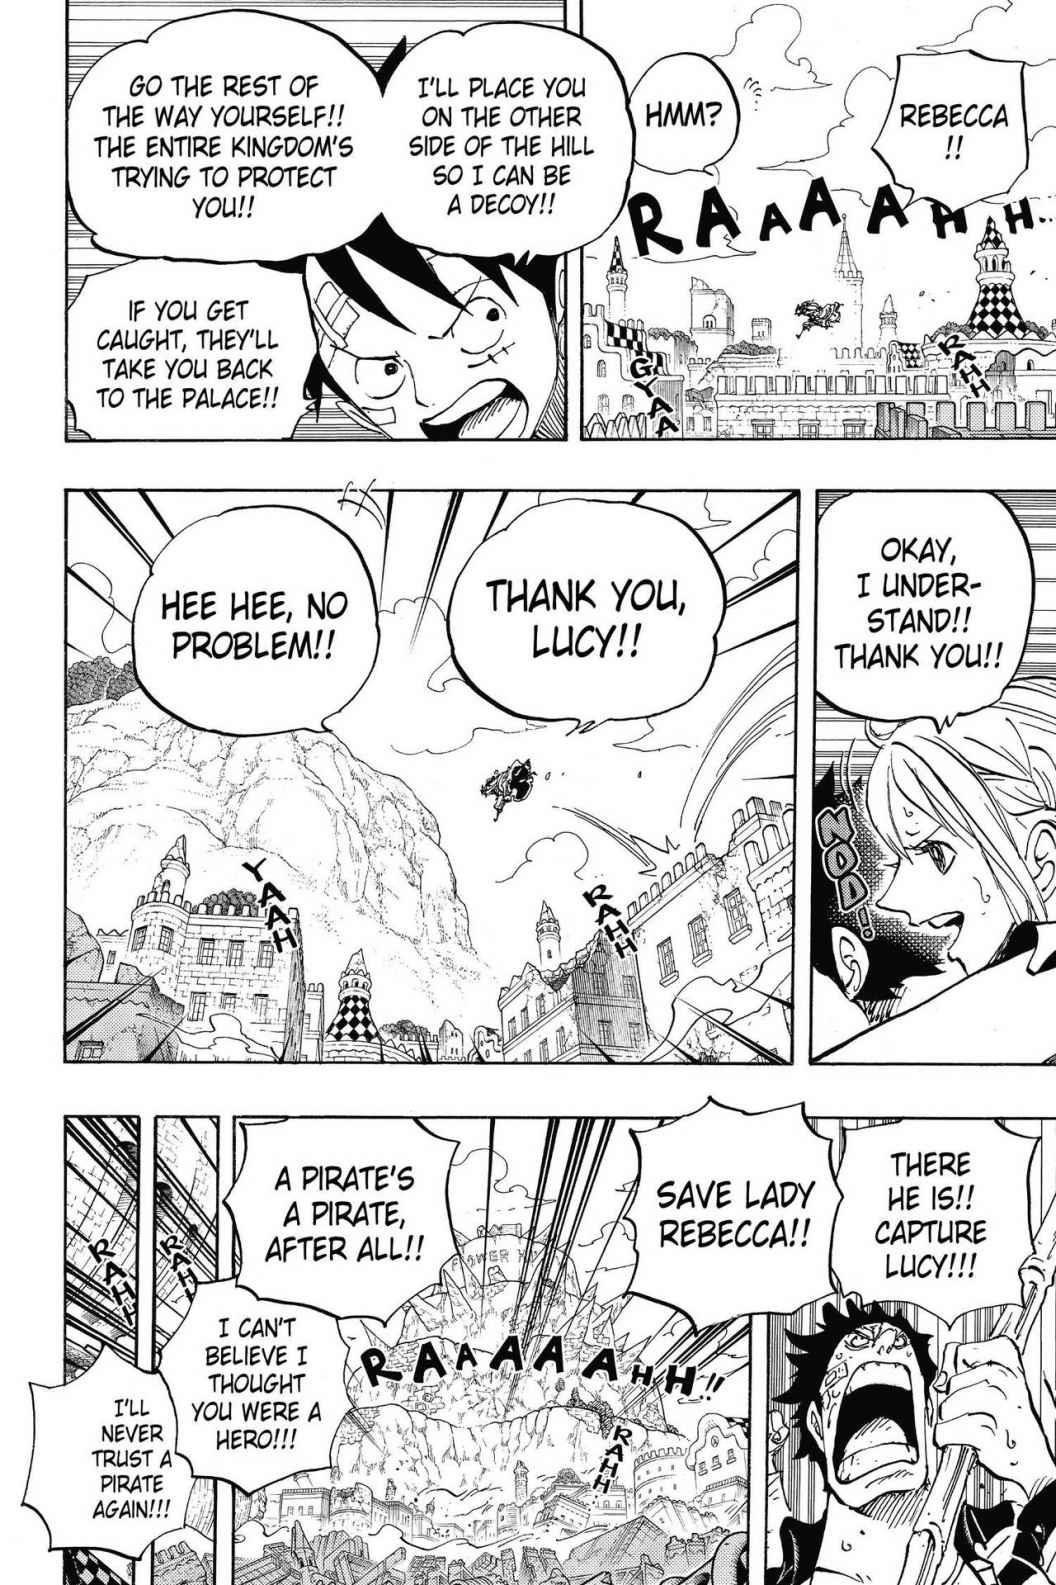 REBECCA
!!
HMM?
RAAAAHH...
RAHH
GYAA
I'LL PLACE YOU
ON THE OTHER
SIDE OF THE HILL
SO I CAN BE
A DECOY!!
GO THE REST OF
THE WAY YOURSELF!!
THE ENTIRE KINGDOM'S
TRYING TO PROTECT
YOU!!
IF YOU GET
CAUGHT, THEY'LL
TAKE YOU BACK
TO THE PALACE!!
OKAY,
I UNDER-
STAND!!
THANK YOU!!
NOD!!
THANK YOU,
LUCY!!
HEE HEE, NO
PROBLEM!!
RAHH
YAAH
THERE
HE IS!!
CAPTURE
LUCY!!!
SAVE LADY
REBECCA!!
A PIRATE'S
A PIRATE,
AFTER ALL!!
RAAAAAHH!!
RAHH
I CAN'T
BELIEVE I
THOUGHT
YOU WERE A
HERO!!!
RAHH
RAHH
I'LL
NEVER
TRUST A
PIRATE
AGAIN!!!